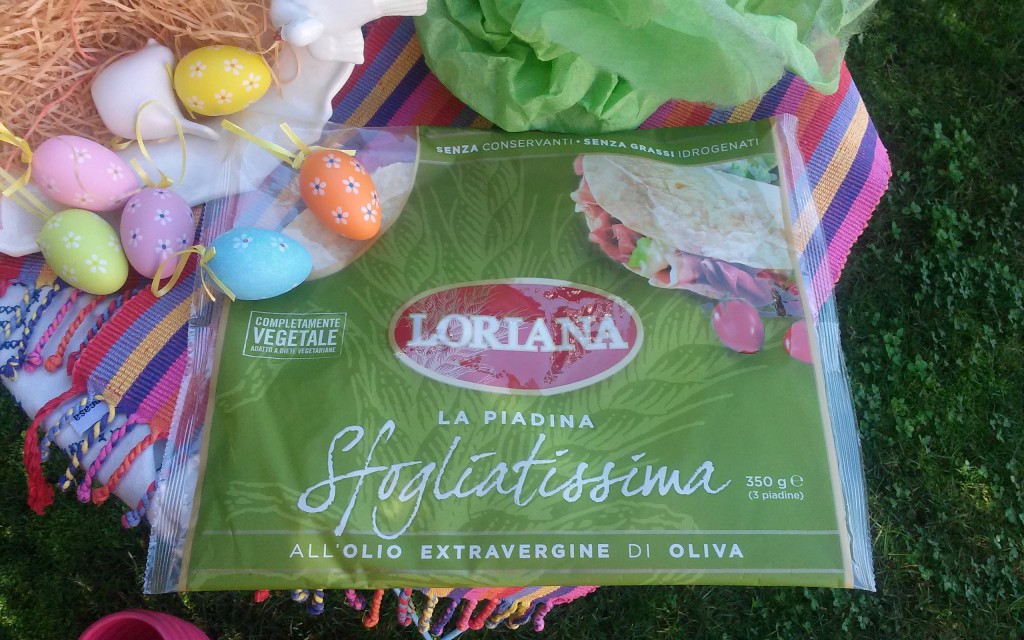 SENZA CONSERVANTI • SENZA GRASSI IDROGENATI
COMPLETAMENTE
VEGETALE
ADATTO A DIETE VEGETARIANE
LORIANA
LA PIADINA
Sfogliatissima
350 g e
(3 piadine)
ALL'OLIO EXTRAVERGINE DI OLIVA